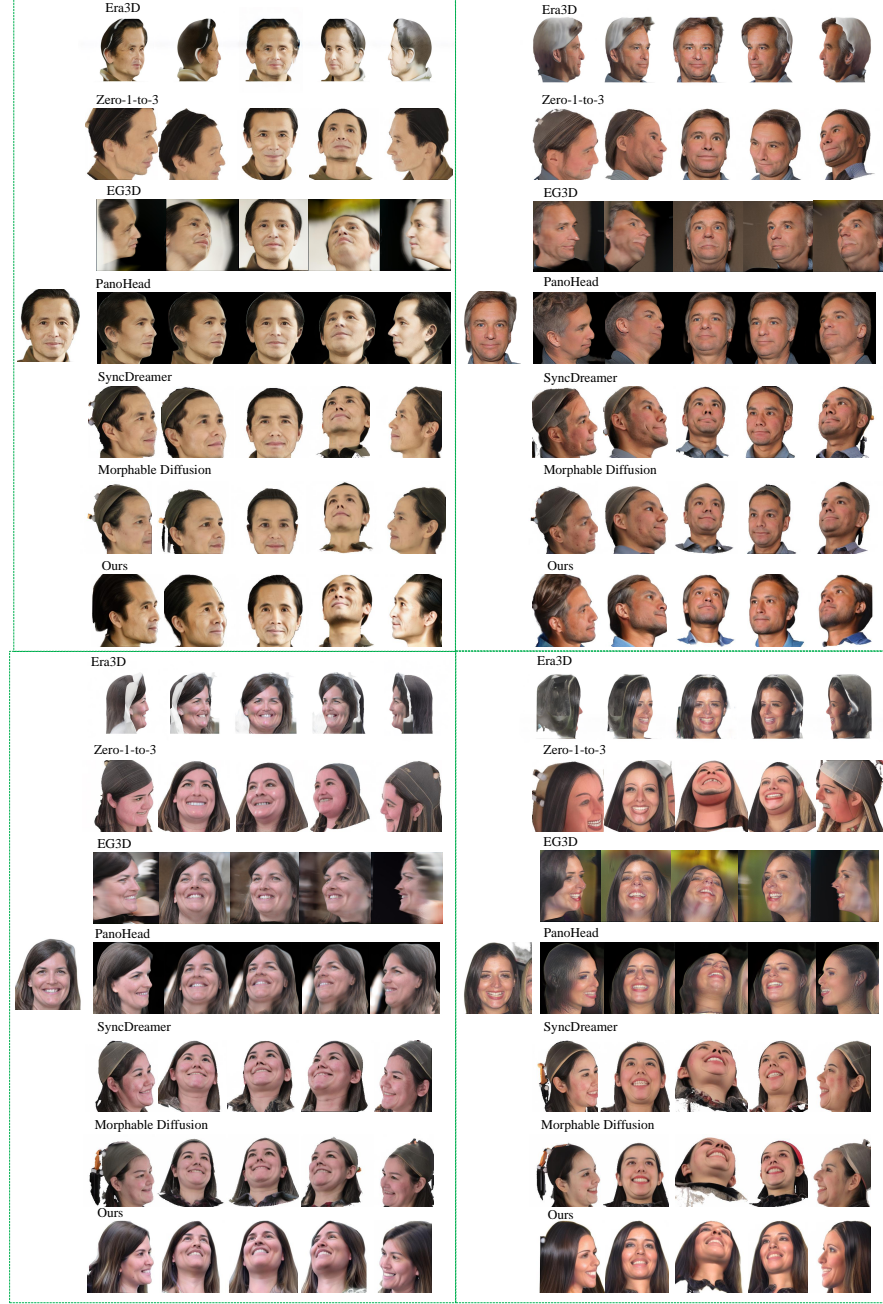 Era3D
Zero-1-to-3
EG3D
PanoHead
SyncDreamer
Morphable Diffusion
Ours
Era3D
Zero-1-to-3
EG3D
PanoHead
SyncDreamer
Morphable Diffusion
Ours
Era3D
Zero-1-to-3
EG3D
PanoHead
SyncDreamer
Morphable Diffusion
Ours
Era3D
Zero-1-to-3
EG3D
PanoHead
SyncDreamer
Morphable Diffusion
Ours